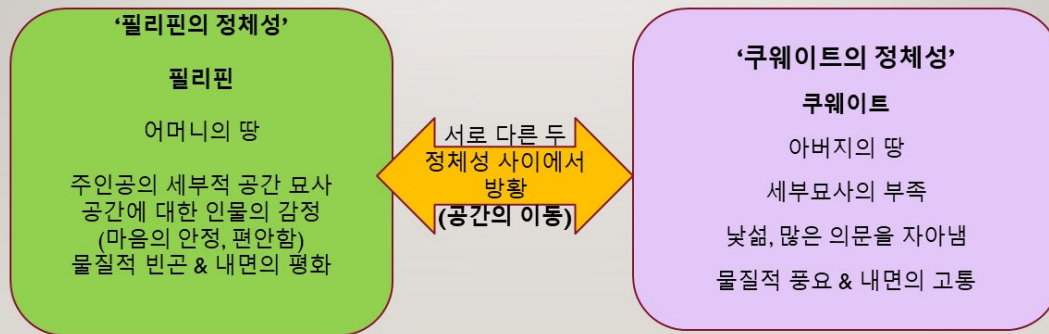 ‘필리핀의 정체성’
필리핀
어머니의 땅
주인공의 세부적 공간 묘사
공간에 대한 인물의 감정
(마음의 안정, 편안함)
물질적 빈곤 & 내면의 평화
서로 다른 두
정체성 사이에서
방황
(공간의 이동)
‘쿠웨이트의 정체성’
쿠웨이트
아버지의 땅
세부묘사의 부족
낯섦, 많은 의문을 자아냄
물질적 풍요 & 내면의 고통